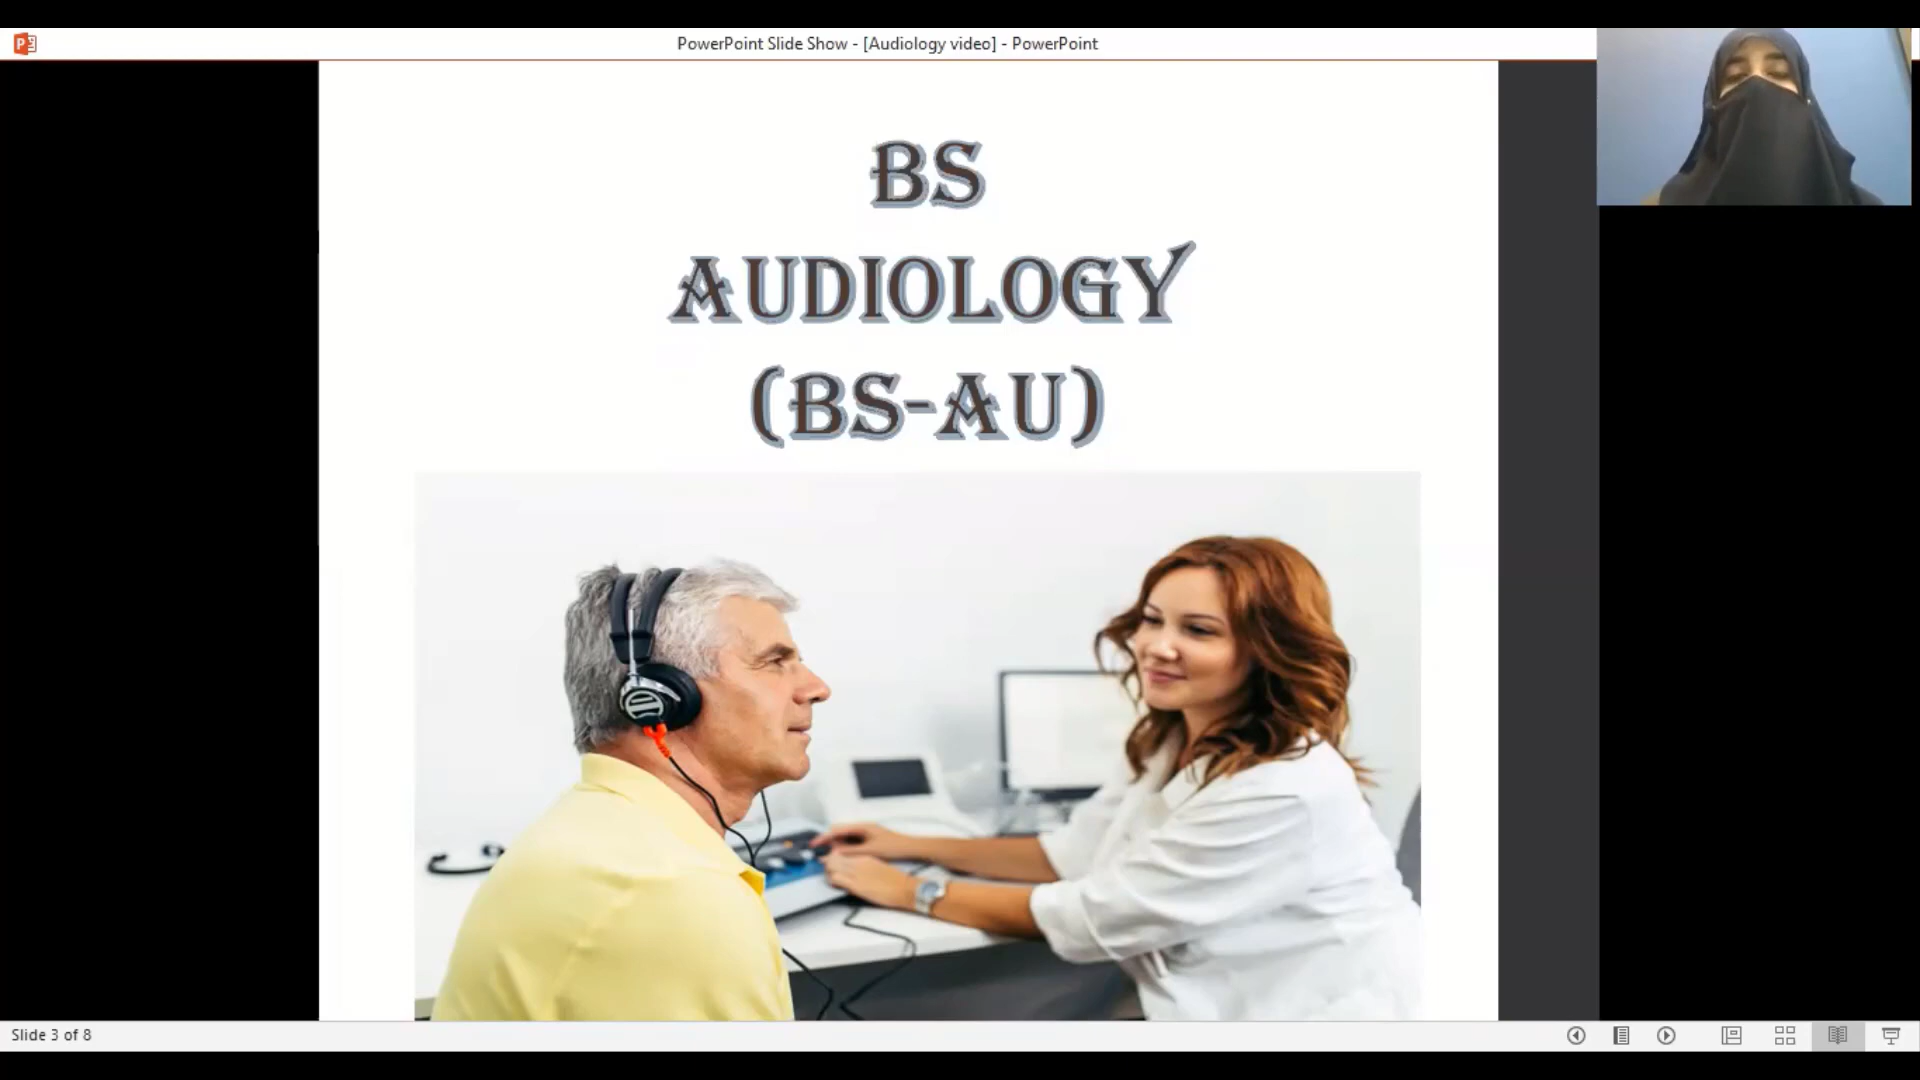 PowerPoint Slide Show - [Audiology video] - PowerPoint
BS
AUDIOLOGY
(BS-AU)
Slide 3 of 8